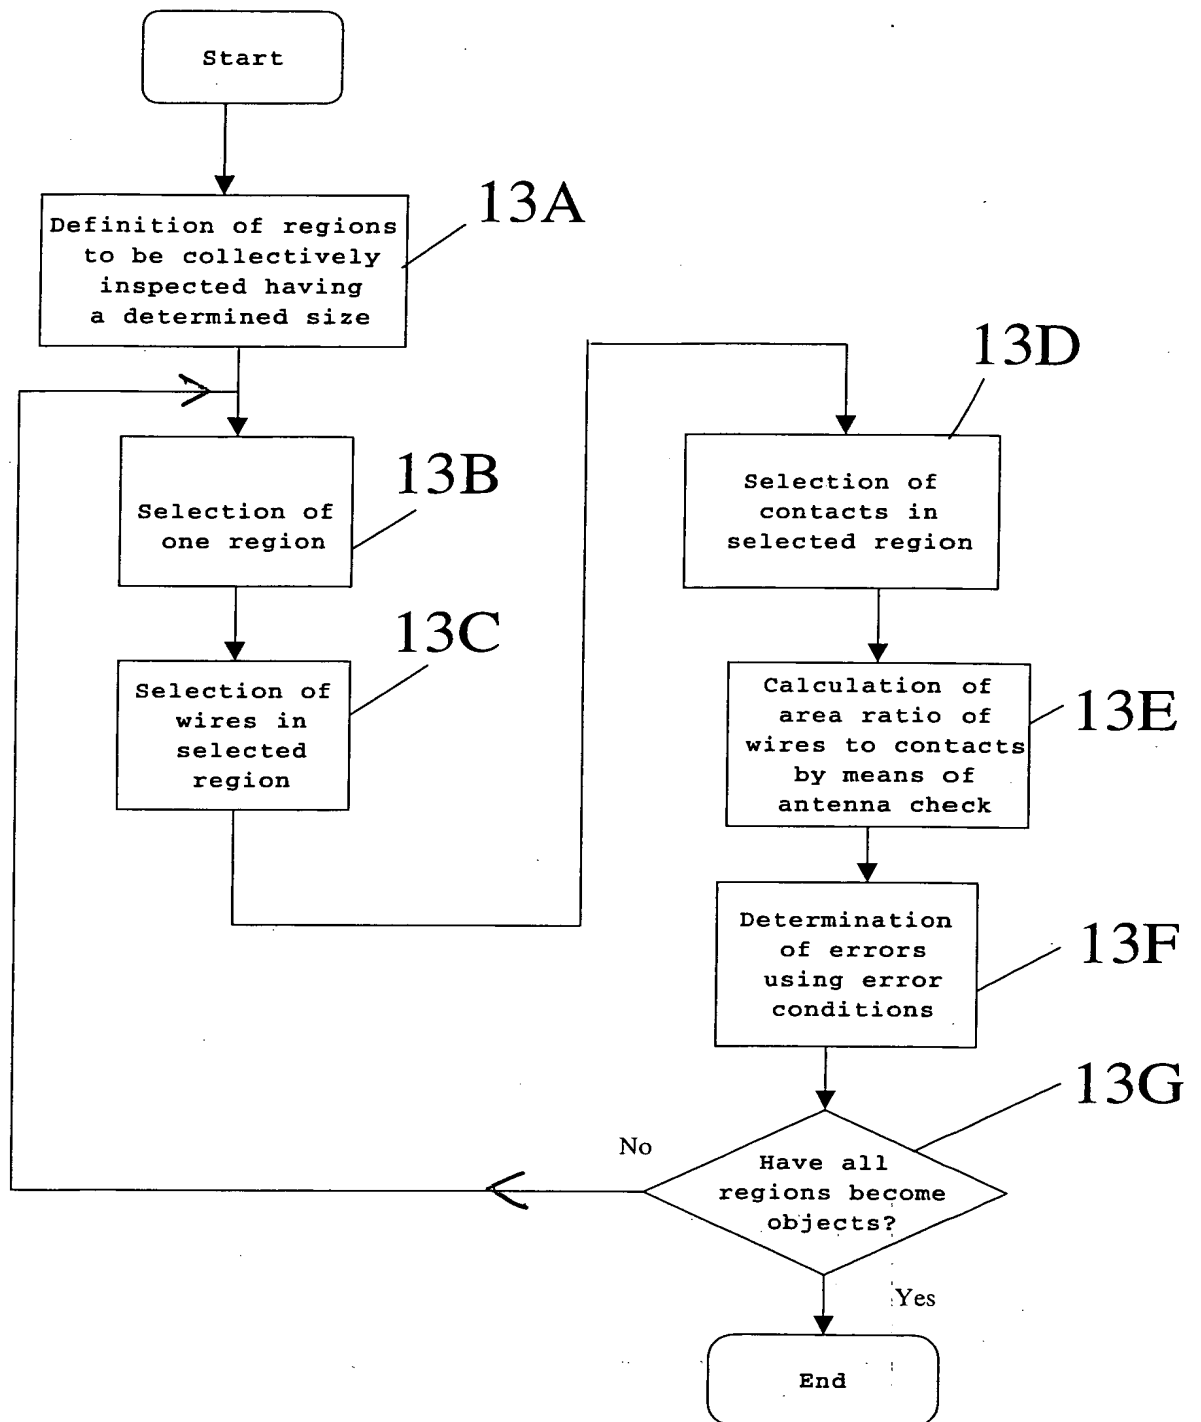 Start
Definition of regions
to be collectively
inspected having
a determined size
13A
Selection of
one region
13B
Selection of
wires in
selected
region
13C
Selection of
contacts in
selected region
13D
Calculation of
area ratio of
wires to contacts
by means of
antenna check
13E
Determination
of errors
using error
conditions
13F
Have all
regions become
objects?
13G
No
Yes
End